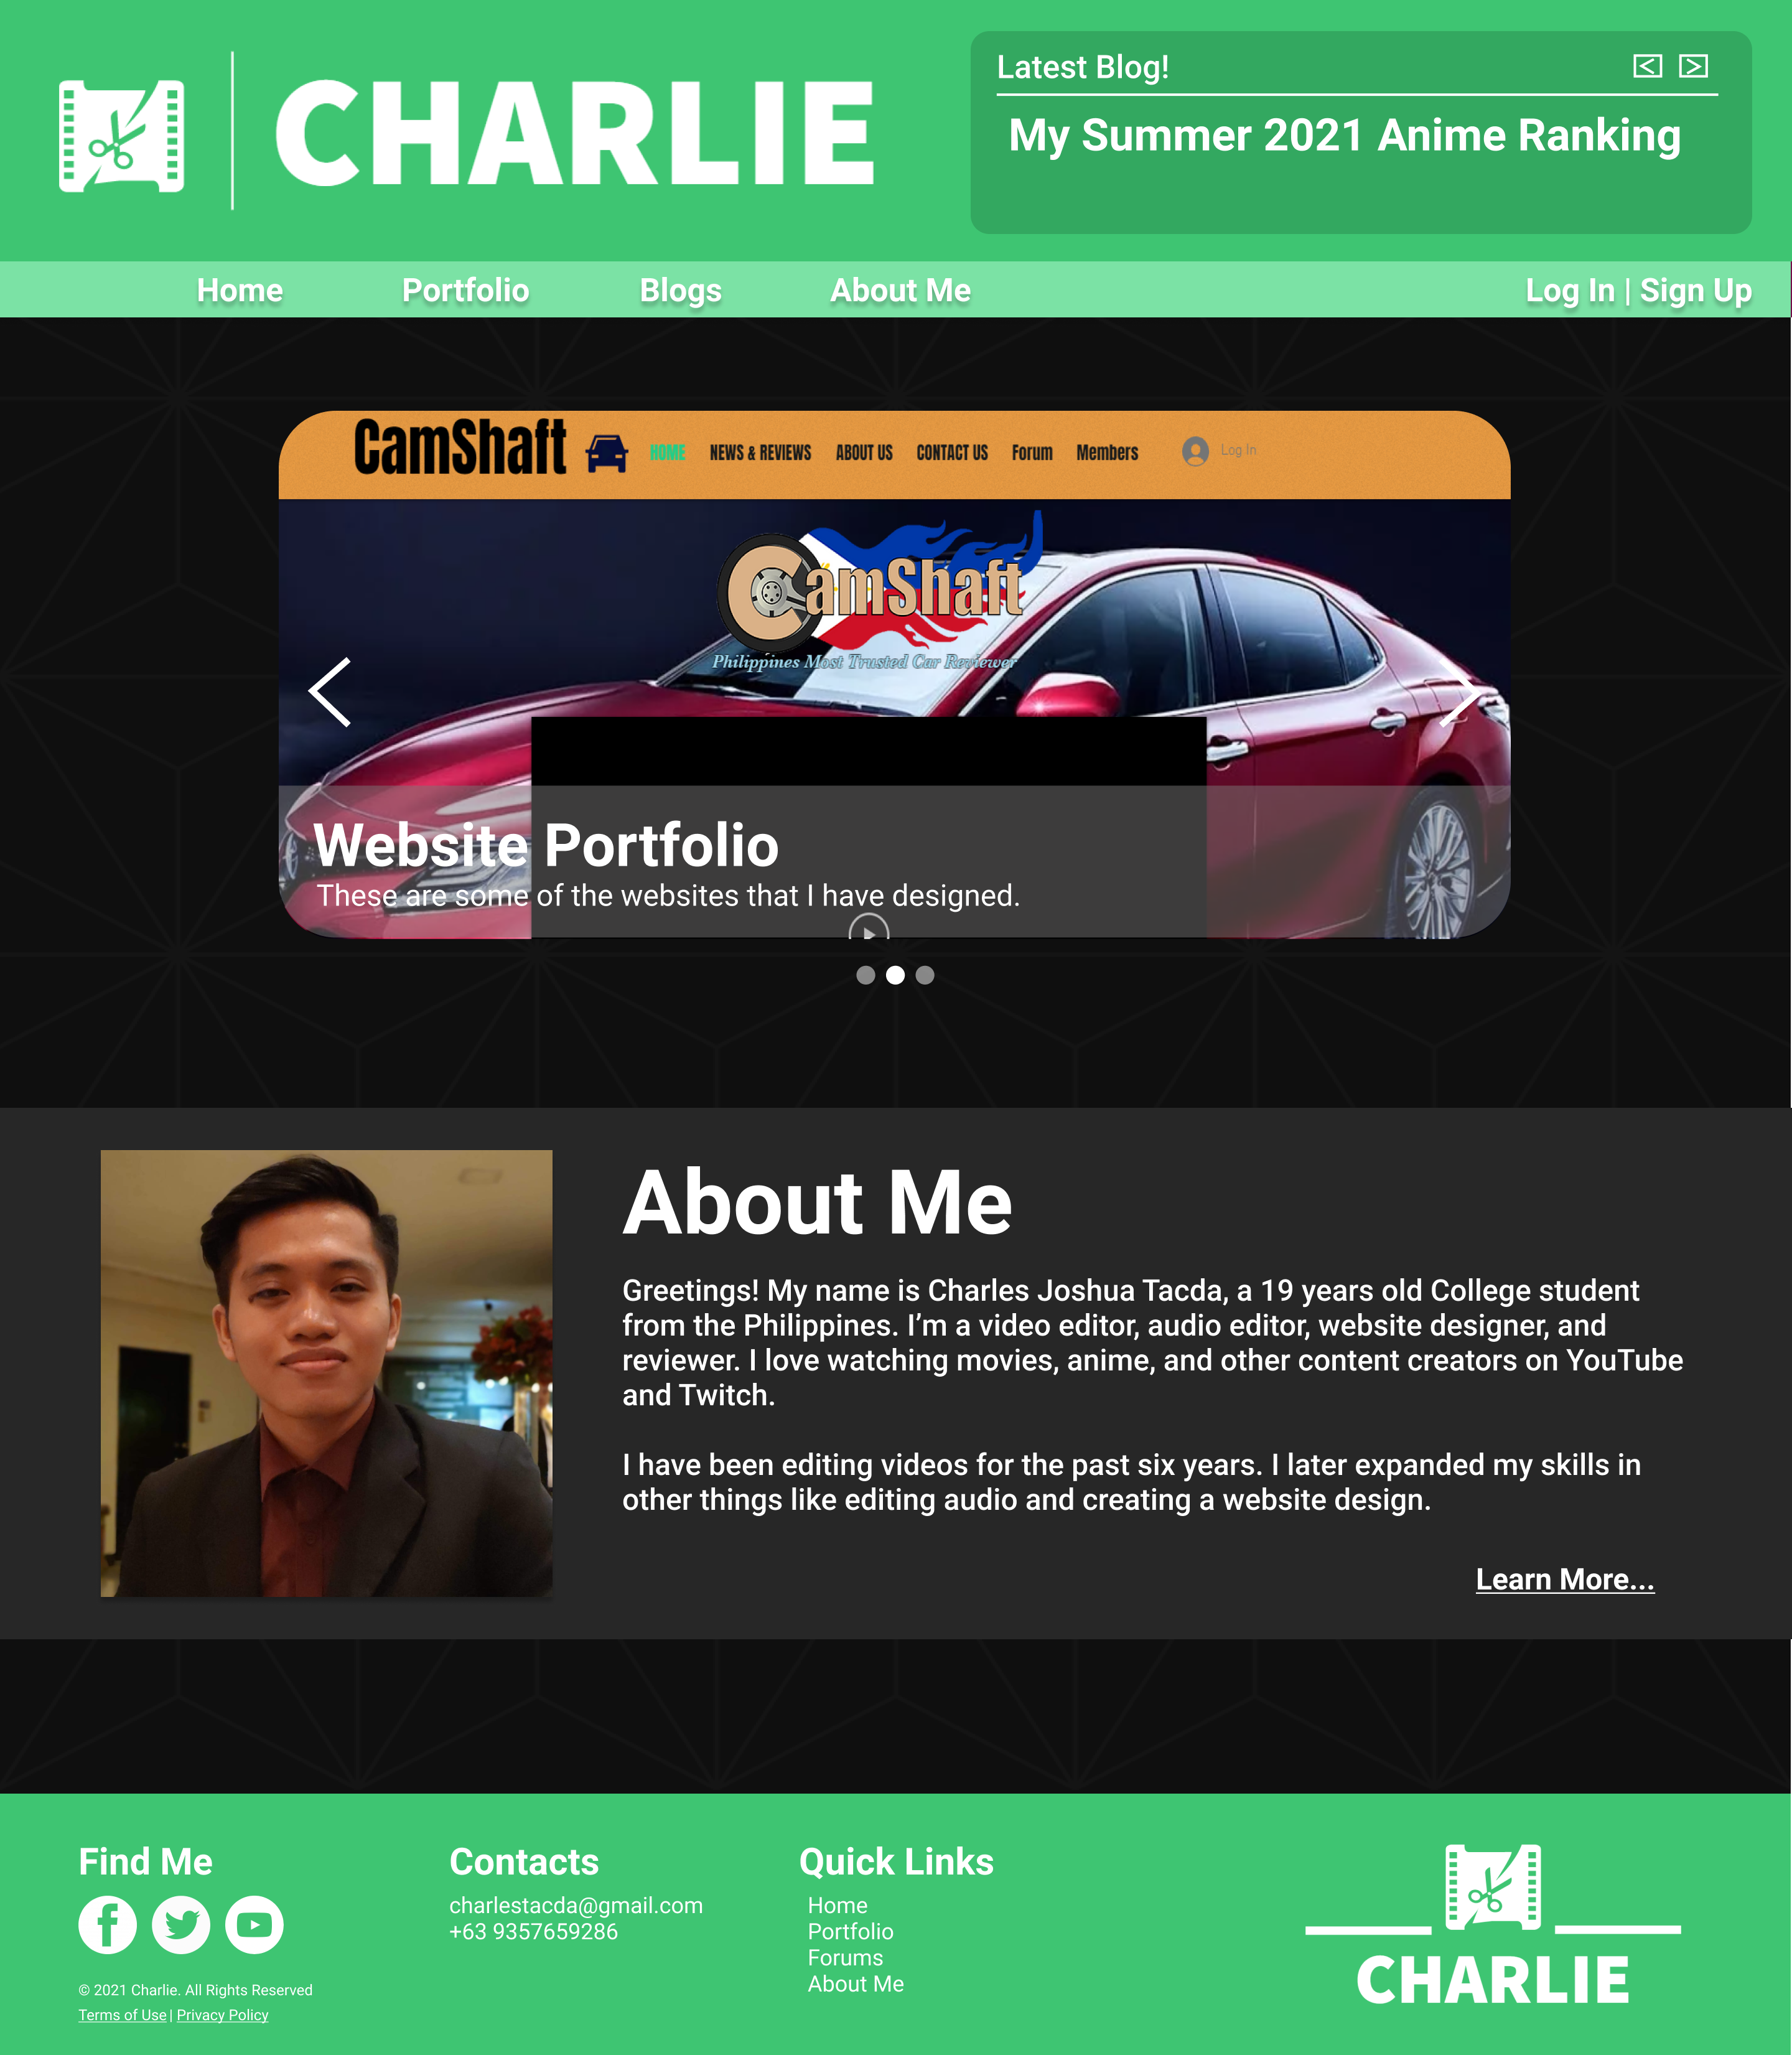 CHARLIE
Latest Blog!
< >
My Summer 2021 Anime Ranking
Home Portfolio Blogs About Me Log In | Sign Up
CamShaft HOME NEWS & REVIEWS ABOUT US CONTACT US Forum Members Log In
CamShaft
Philippines Most Trusted Car Reviewer
Website Portfolio
These are some of the websites that I have designed.
About Me
Greetings! My name is Charles Joshua Tacda, a 19 years old College student
from the Philippines. I’m a video editor, audio editor, website designer, and
reviewer. I love watching movies, anime, and other content creators on YouTube
and Twitch.
I have been editing videos for the past six years. I later expanded my skills in
other things like editing audio and creating a website design.
Learn More...
Find Me
© 2021 Charlie. All Rights Reserved
Terms of Use | Privacy Policy
Contacts
charlestacda@gmail.com
+63 9357659286
Quick Links
Home
Portfolio
Forums
About Me
CHARLIE